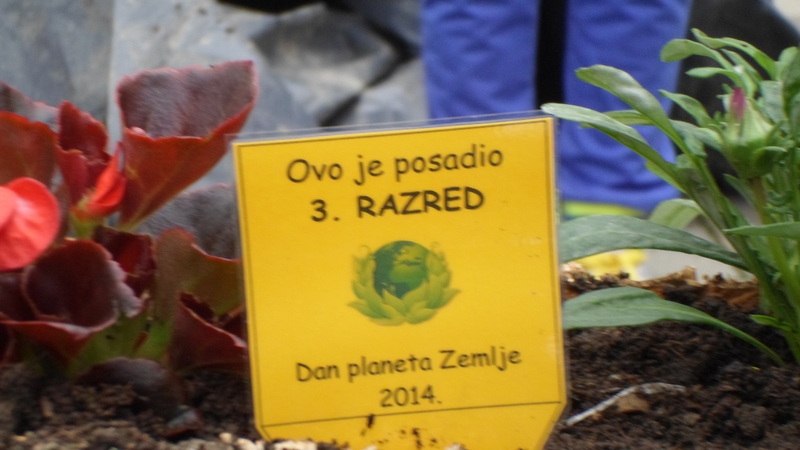 Ovo je posadio
3. RAZRED
Dan planeta Zemlje
2014.